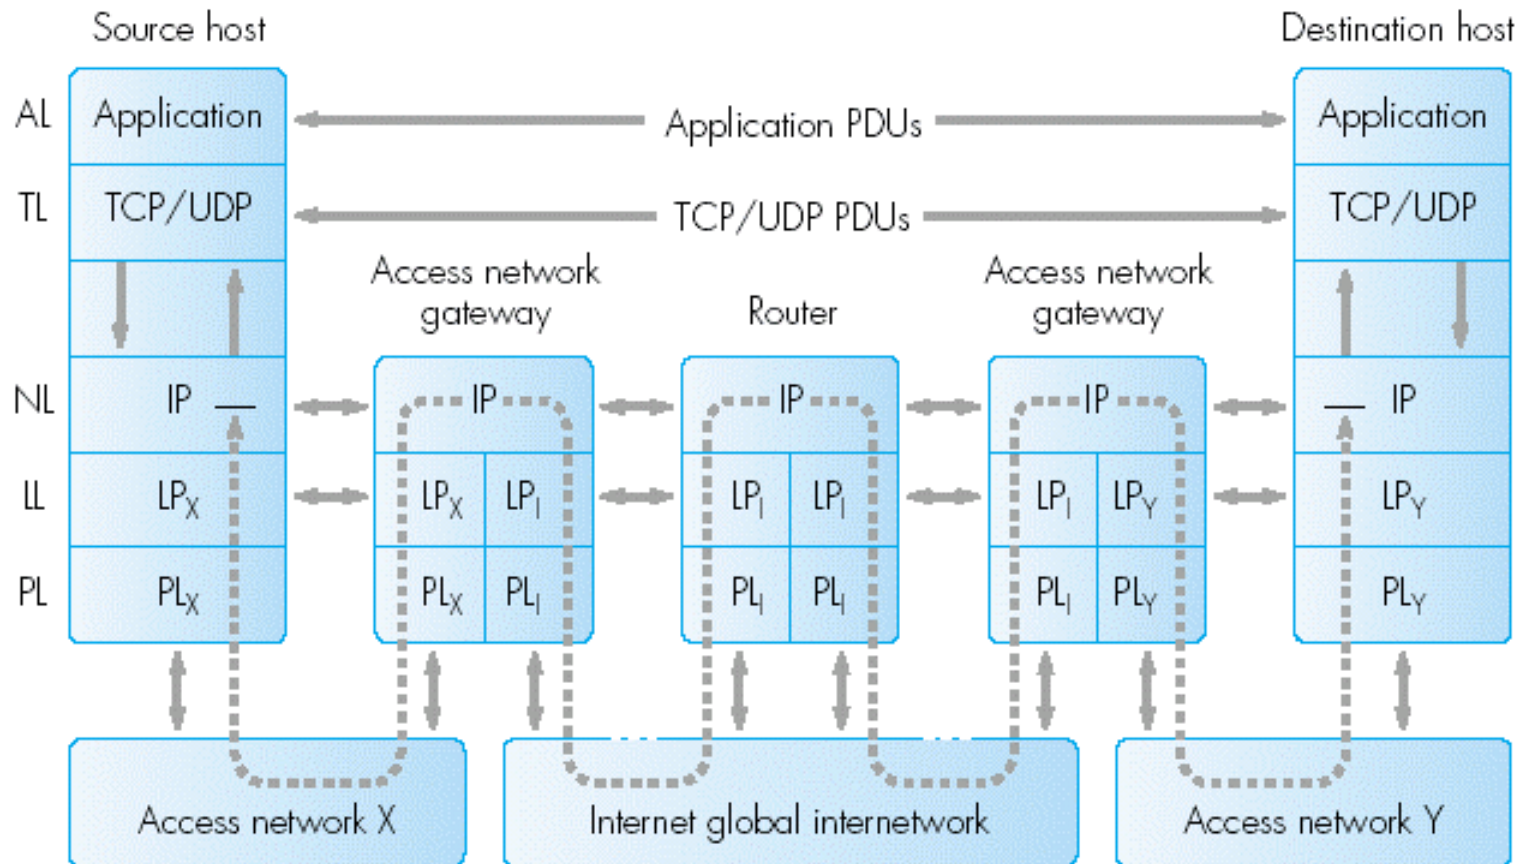 Source host
Destination host
AL
Application
Application PDUs
Application
TL
TCP/UDP
TCP/UDP PDUs
TCP/UDP
Access network
gateway
Router
Access network
gateway
NL
IP
IP
IP
IP
IP
LL
LPX
LPX
LPI
LPI
LPI
LPI
LPY
LPY
PL
PLX
PLX
PLI
PLI
PLI
PLI
PLY
PLY
Access network X
Internet global internetwork
Access network Y